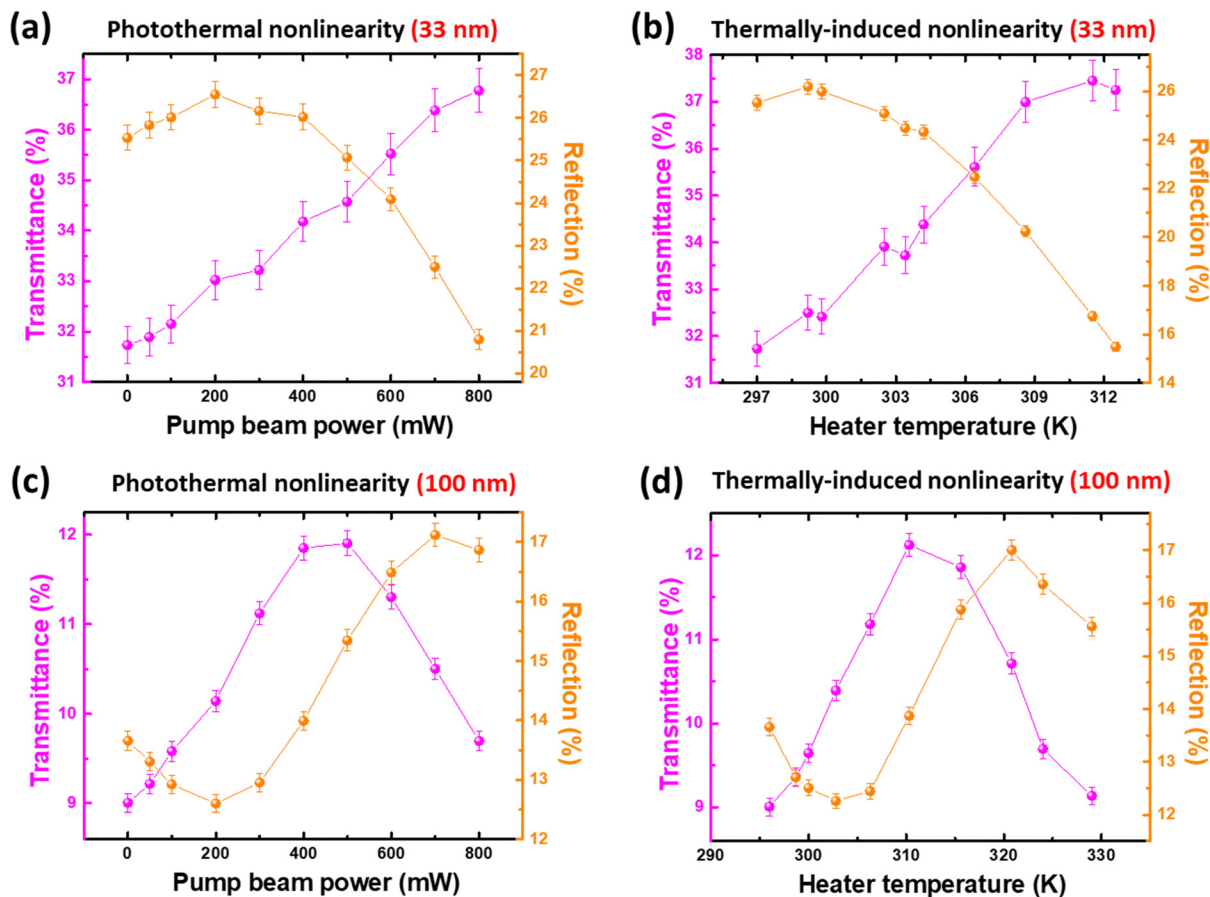 (a) Photothermal nonlinearity (33 nm)
Transmittance (%)
37
36
35
34
33
32
31
27
26
25
24
23
22
21
20
Reflection (%)
0 200 400 600 800
Pump beam power (mW)
(b) Thermally-induced nonlinearity (33 nm)
Transmittance (%)
38
37
36
35
34
33
32
31
26
24
22
20
18
16
14
Reflection (%)
297 300 303 306 309 312
Heater temperature (K)
(c) Photothermal nonlinearity (100 nm)
Transmittance (%)
12
11
10
9
17
16
15
14
13
12
Reflection (%)
0 200 400 600 800
Pump beam power (mW)
(d) Thermally-induced nonlinearity (100 nm)
Transmittance (%)
12
11
10
9
17
16
15
14
13
12
Reflection (%)
290 300 310 320 330
Heater temperature (K)